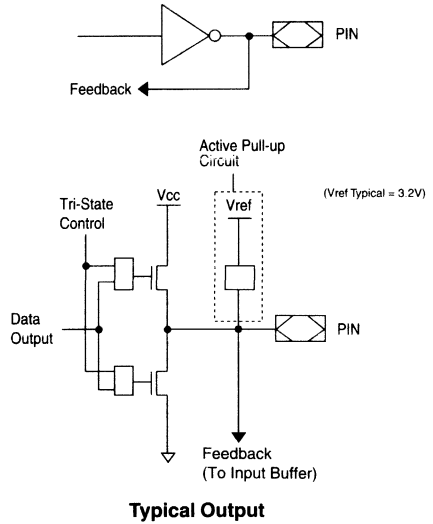 PIN
Feedback
Active Pull-up
Circuit
(Vref Typical = 3.2V)
Vcc
Vref
Tri-State
Control
Data
Output
PIN
Feedback
(To Input Buffer)
Typical Output